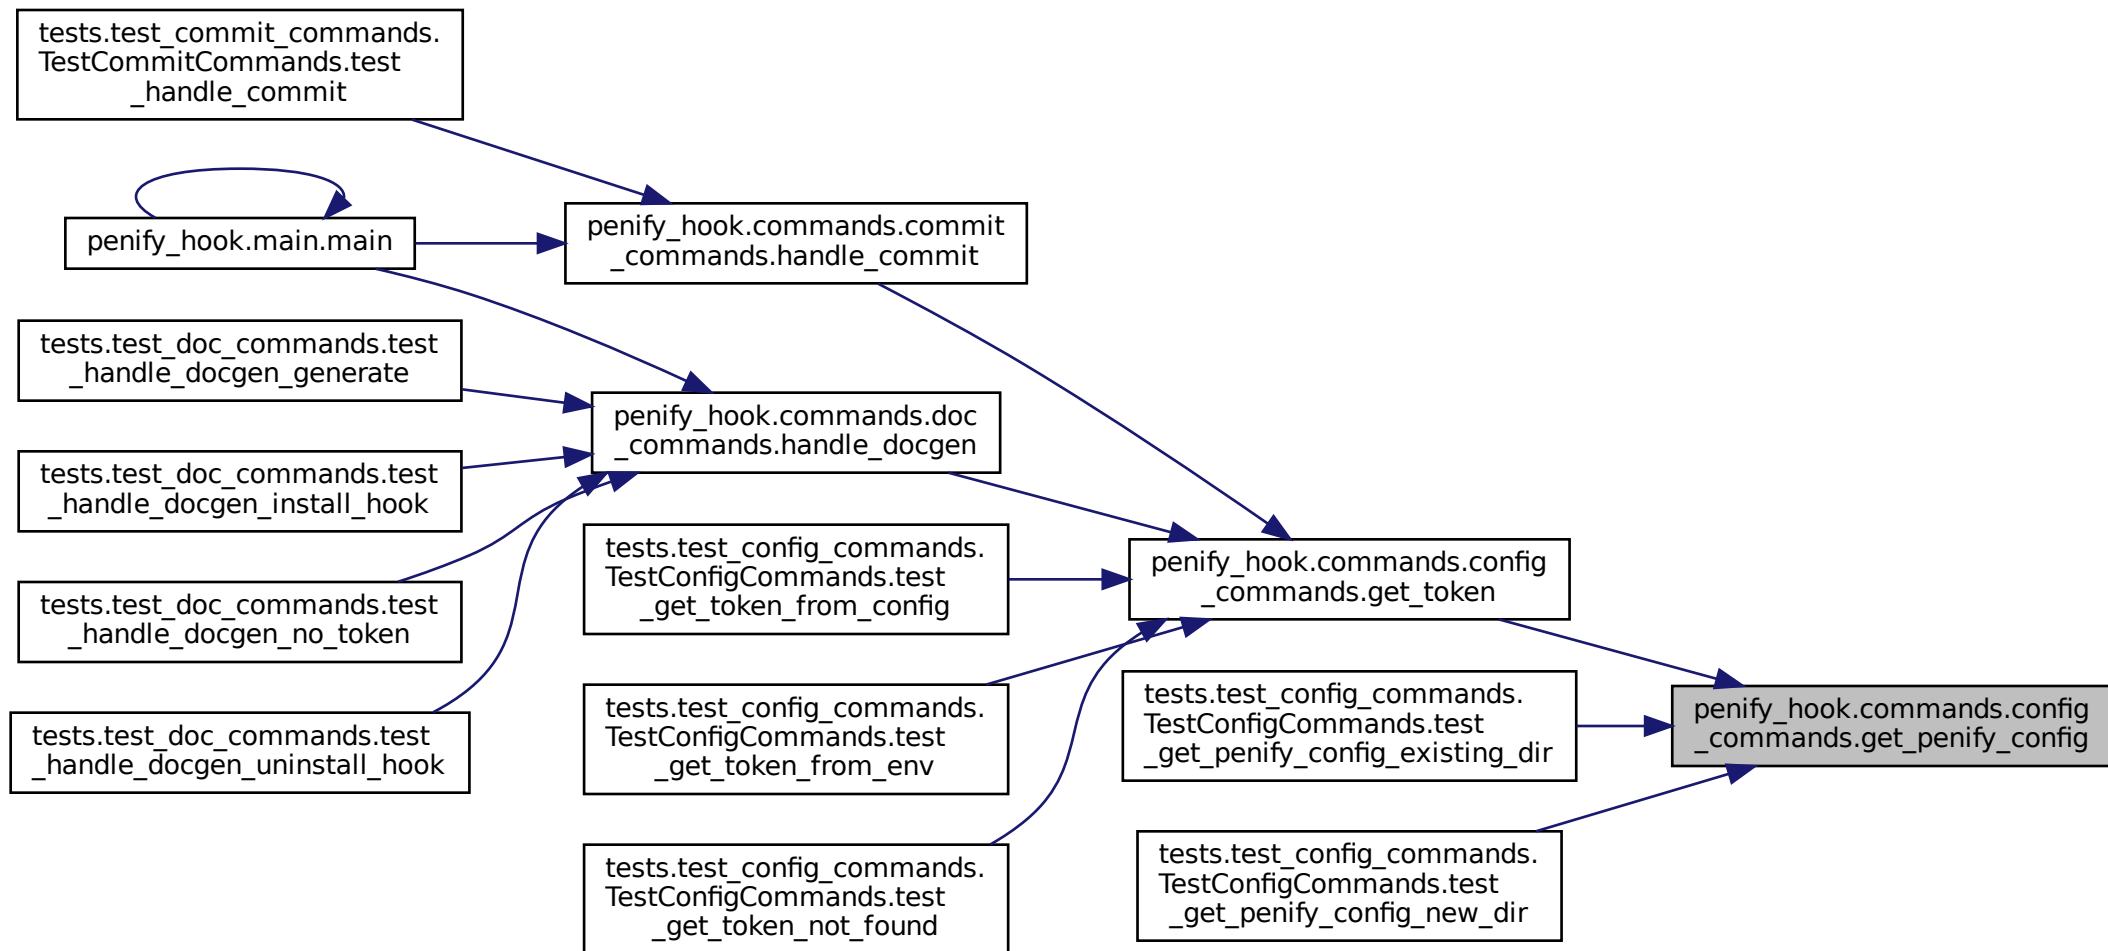 tests.test_commit_commands.
TestCommitCommands.test
_handle_commit
penify_hook.main.main
tests.test_doc_commands.test
_handle_docgen_generate
tests.test_doc_commands.test
_handle_docgen_install_hook
tests.test_doc_commands.test
_handle_docgen_no_token
tests.test_doc_commands.test
_handle_docgen_uninstall_hook
penify_hook.commands.commit
_commands.handle_commit
penify_hook.commands.doc
_commands.handle_docgen
tests.test_config_commands.
TestConfigCommands.test
_get_token_from_config
tests.test_config_commands.
TestConfigCommands.test
_get_token_from_env
tests.test_config_commands.
TestConfigCommands.test
_get_token_not_found
penify_hook.commands.config
_commands.get_token
tests.test_config_commands.
TestConfigCommands.test
_get_penify_config_existing_dir
tests.test_config_commands.
TestConfigCommands.test
_get_penify_config_new_dir
penify_hook.commands.config
_commands.get_penify_config